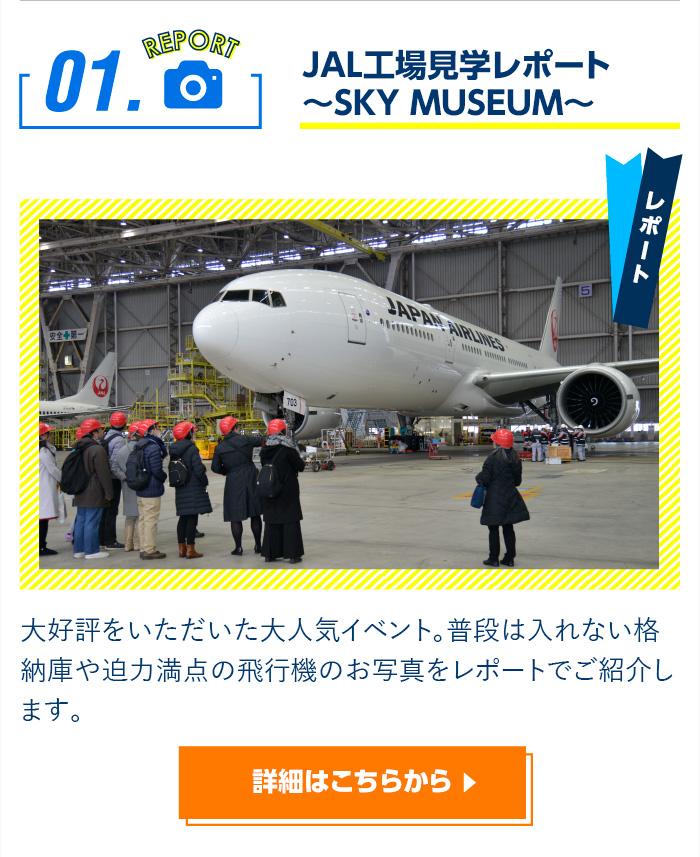 01.
REPORT
JAL工場見学レポート
～SKY MUSEUM～
レポート
5
JAPAN AIRLINES
安全+第一
703
大好評をいただいた大人気イベント。普段は入れない格
納庫や迫力満点の飛行機のお写真をレポートでご紹介し
ます。
詳細はこちらから